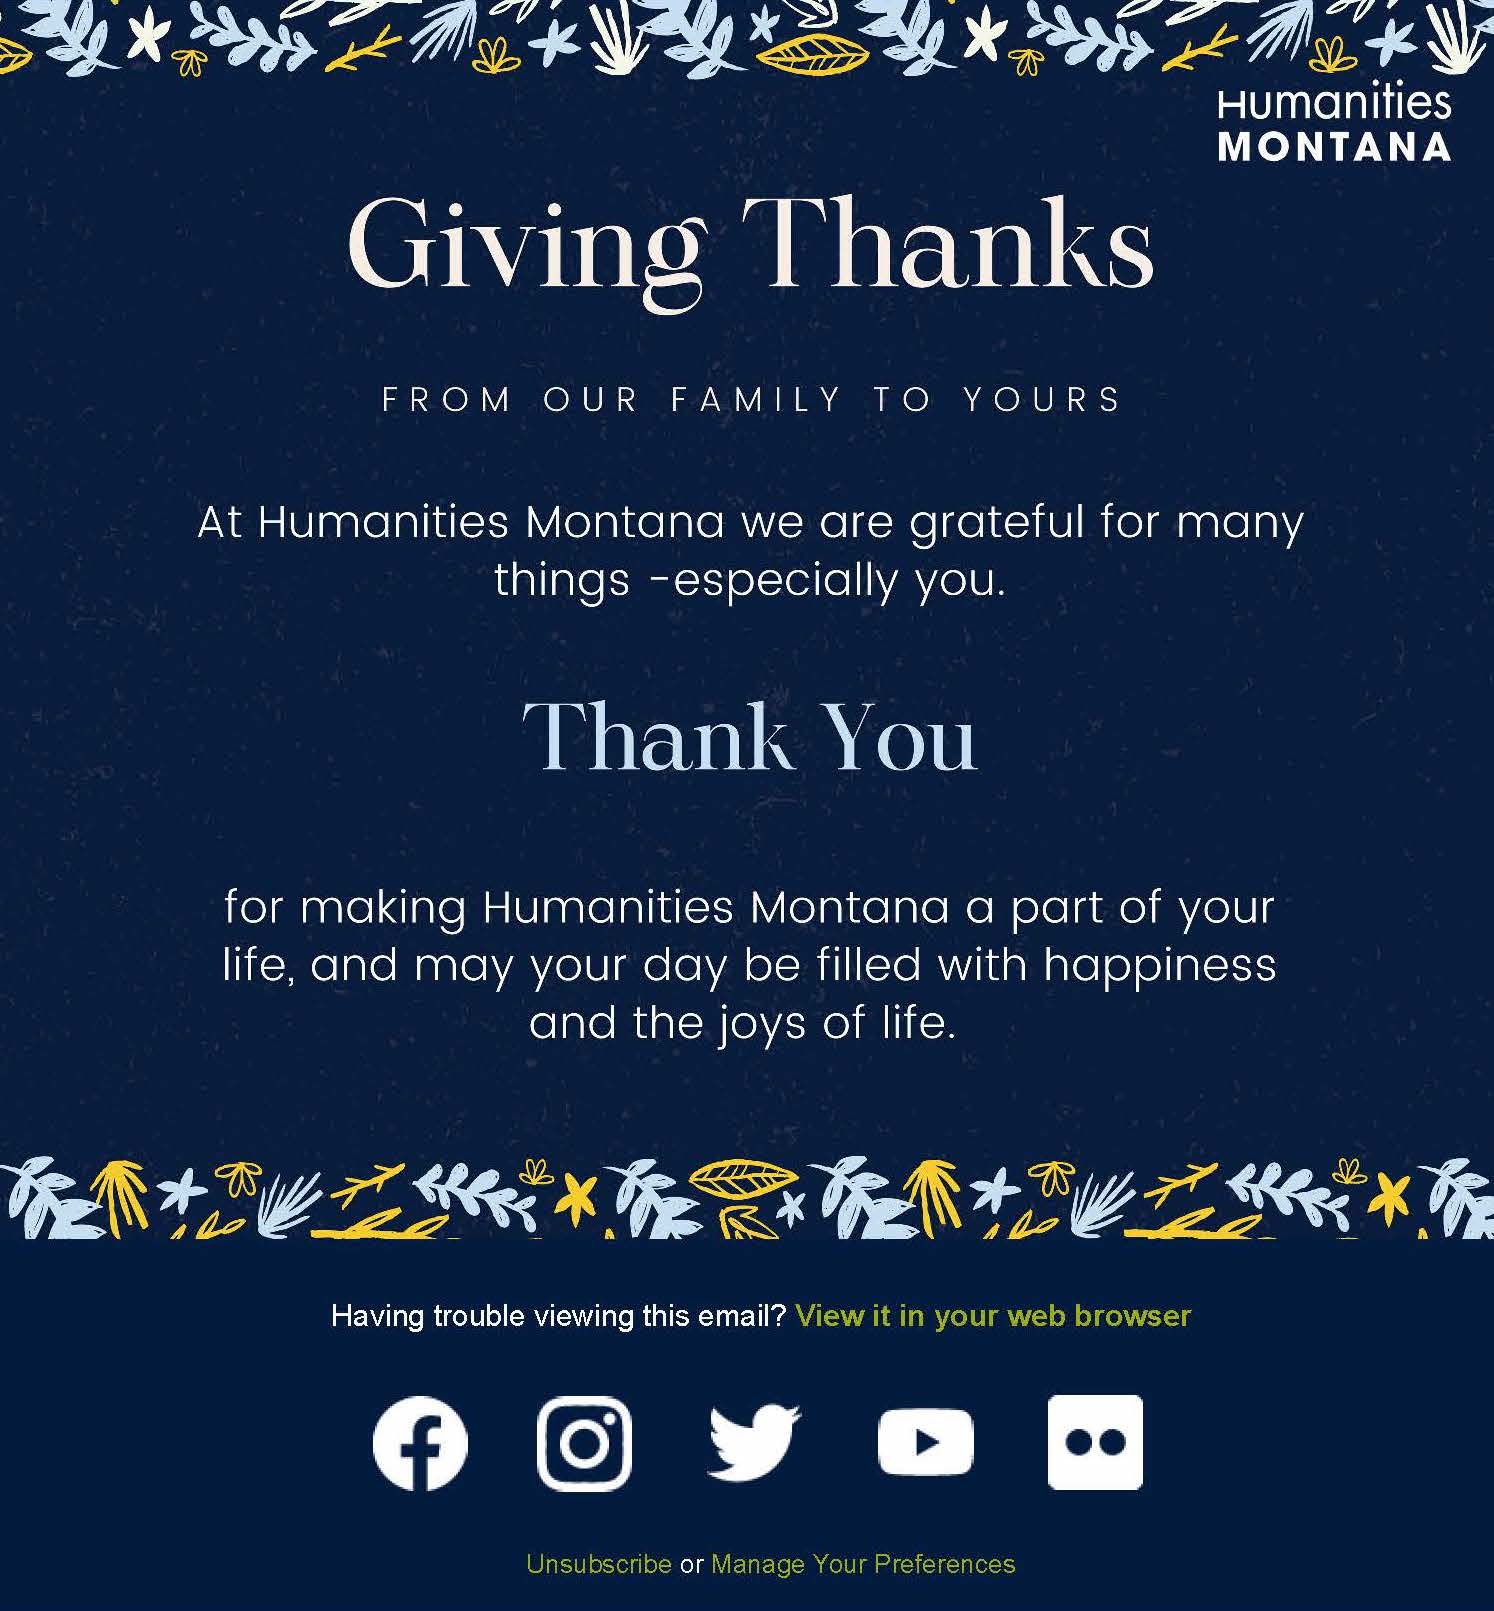 Humanities
MONTANA
Giving Thanks
FROM OUR FAMILY TO YOURS
At Humanities Montana we are grateful for many
things -especially you.
Thank You
for making Humanities Montana a part of your
life, and may your day be filled with happiness
and the joys of life.
Having trouble viewing this email? View it in your web browser
Unsubscribe or Manage Your Preferences